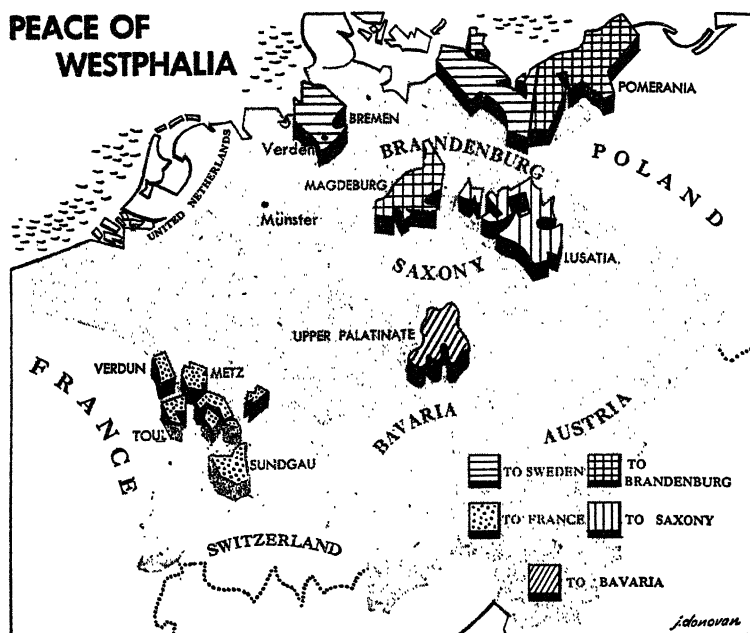 PEACE OF
WESTPHALIA
POMERANIA
BREMEN
Verden
BRANDENBURG
POLAND
MAGDEBURG
UNITED NETHERLANDS
Münster
LUSATIA
SAXONY
UPPER PALATINATE
VERDUN
METZ
FRANCE
BAVARIA
AUSTRIA
TOUL
SUNDGAU
TO SWEDEN
TO
BRANDENBURG
TO FRANCE
TO SAXONY
SWITZERLAND
TO BAVARIA
j.donovan